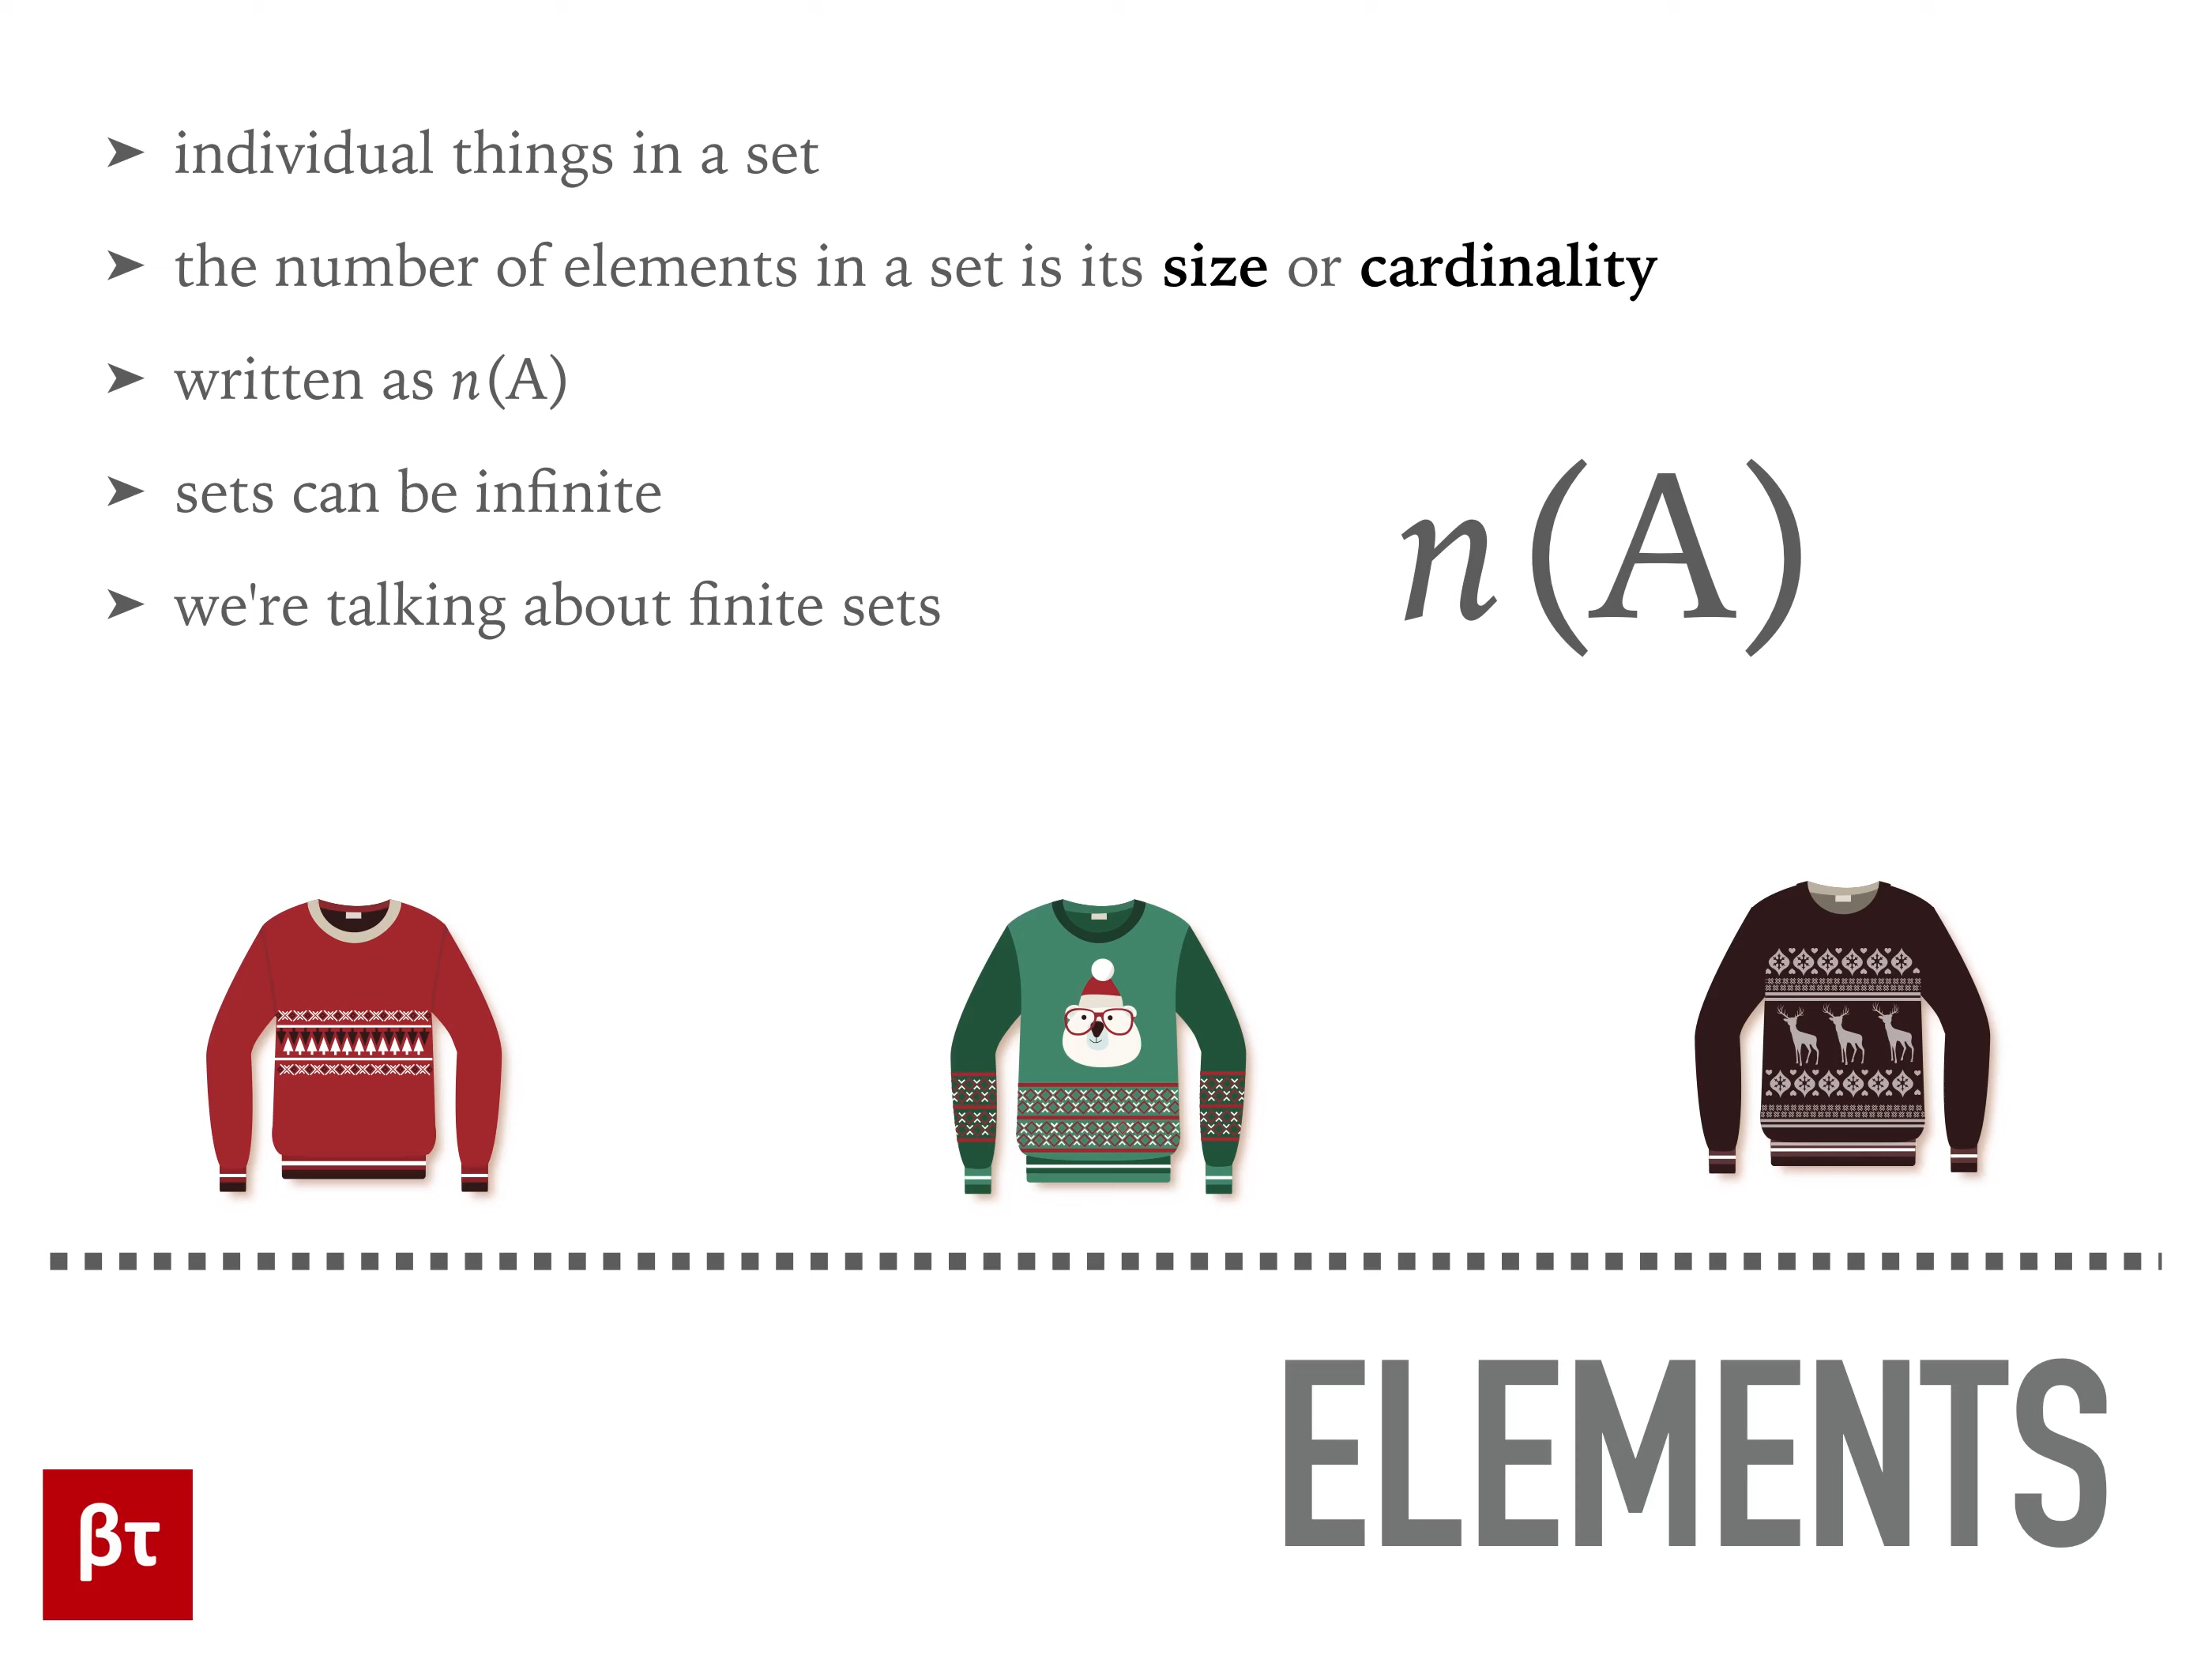 ➤ individual things in a set
➤ the number of elements in a set is its size or cardinality
➤ written as n(A)
➤ sets can be infinite
➤ we're talking about finite sets
n(A)
ELEMENTS
βτ